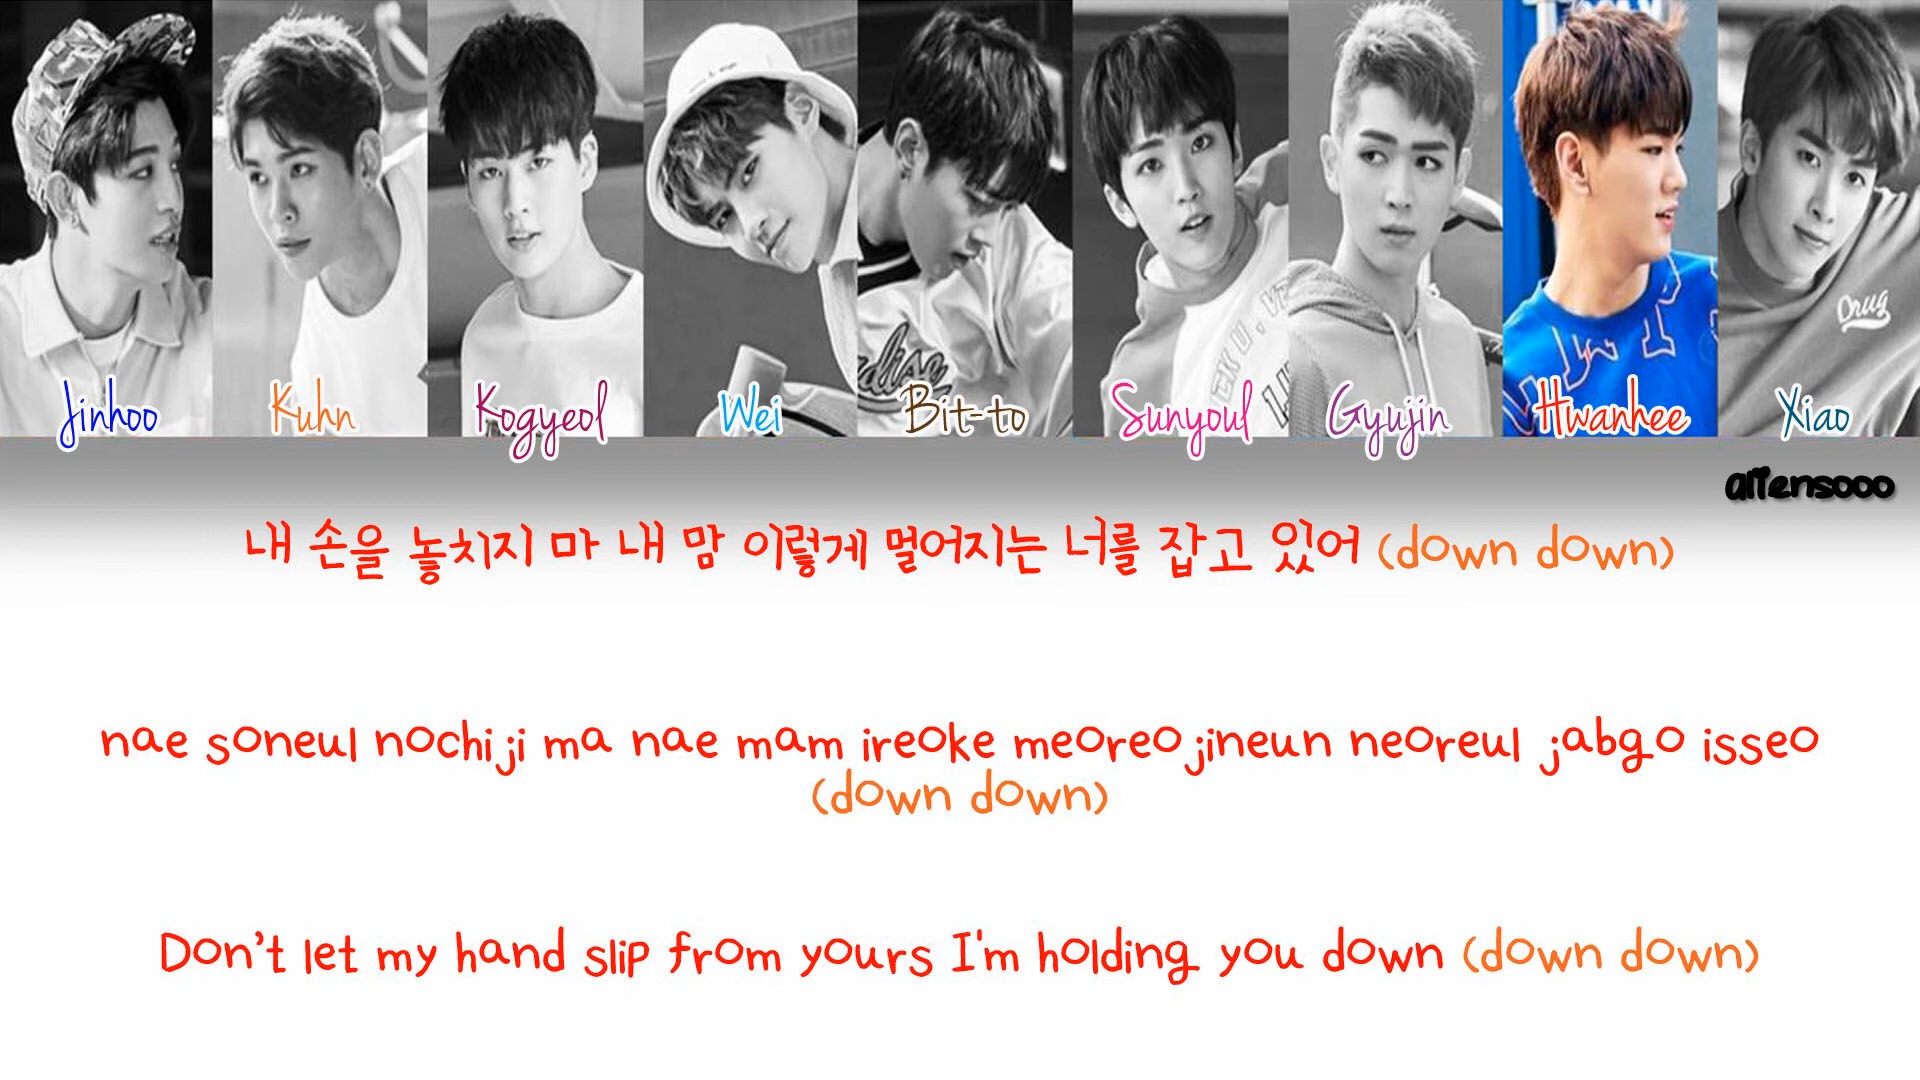 Drug
Jinhoo Kuhn Kogyeol Wei Bit-to Sunyoul Gyujin Hwanhee Xiao
aliensooo
내 손을 놓치지 마 내 맘 이렇게 멀어지는 너를 잡고 있어 (down down)
nae soneul nochiji ma nae mam ireoke meoreojineun neoreul jabgo isseo
(down down)
Don't let my hand slip from yours I'm holding you down (down down)